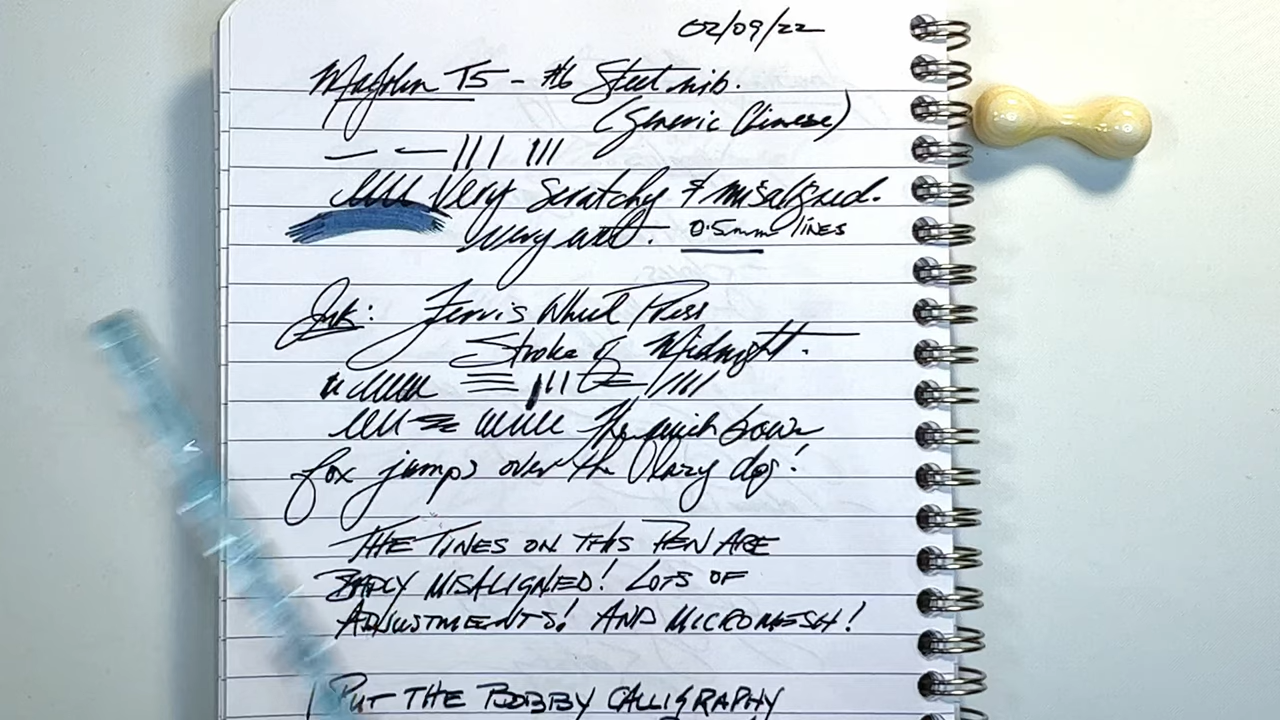 02/09/22
Majohn T5 - #6 Steel nib.
(Generic Chinese)
Very Scratchy & misaligned.
very wet. 0.5mm lines
Ink: Ferris Wheel Press
Stroke of Midnight.
The quick brown
fox jumps over the lazy dog!
THE TINES ON THIS PEN ARE
BADLY MISALIGNED! LOTS OF
ADJUSTMENTS! AND MICROMESH!
PUT THE BOBBY CALLIGRAPHY